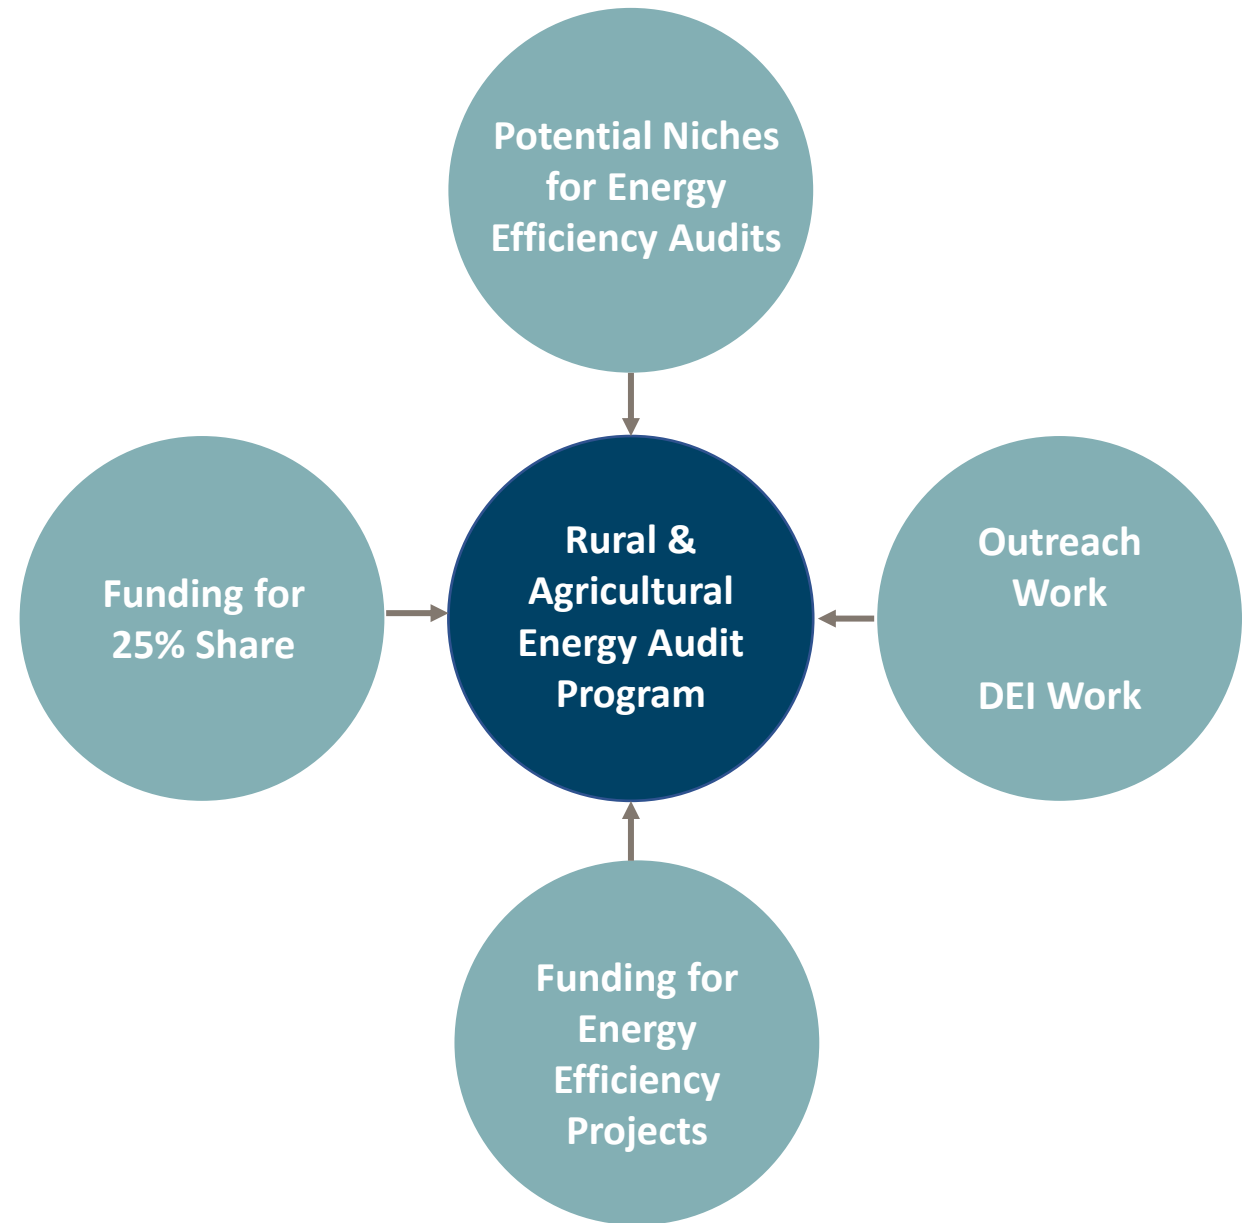 Potential Niches
for Energy
Efficiency Audits
Funding for
25% Share
Rural &
Agricultural
Energy Audit
Program
Outreach
Work
DEI Work
Funding for
Energy
Efficiency
Projects